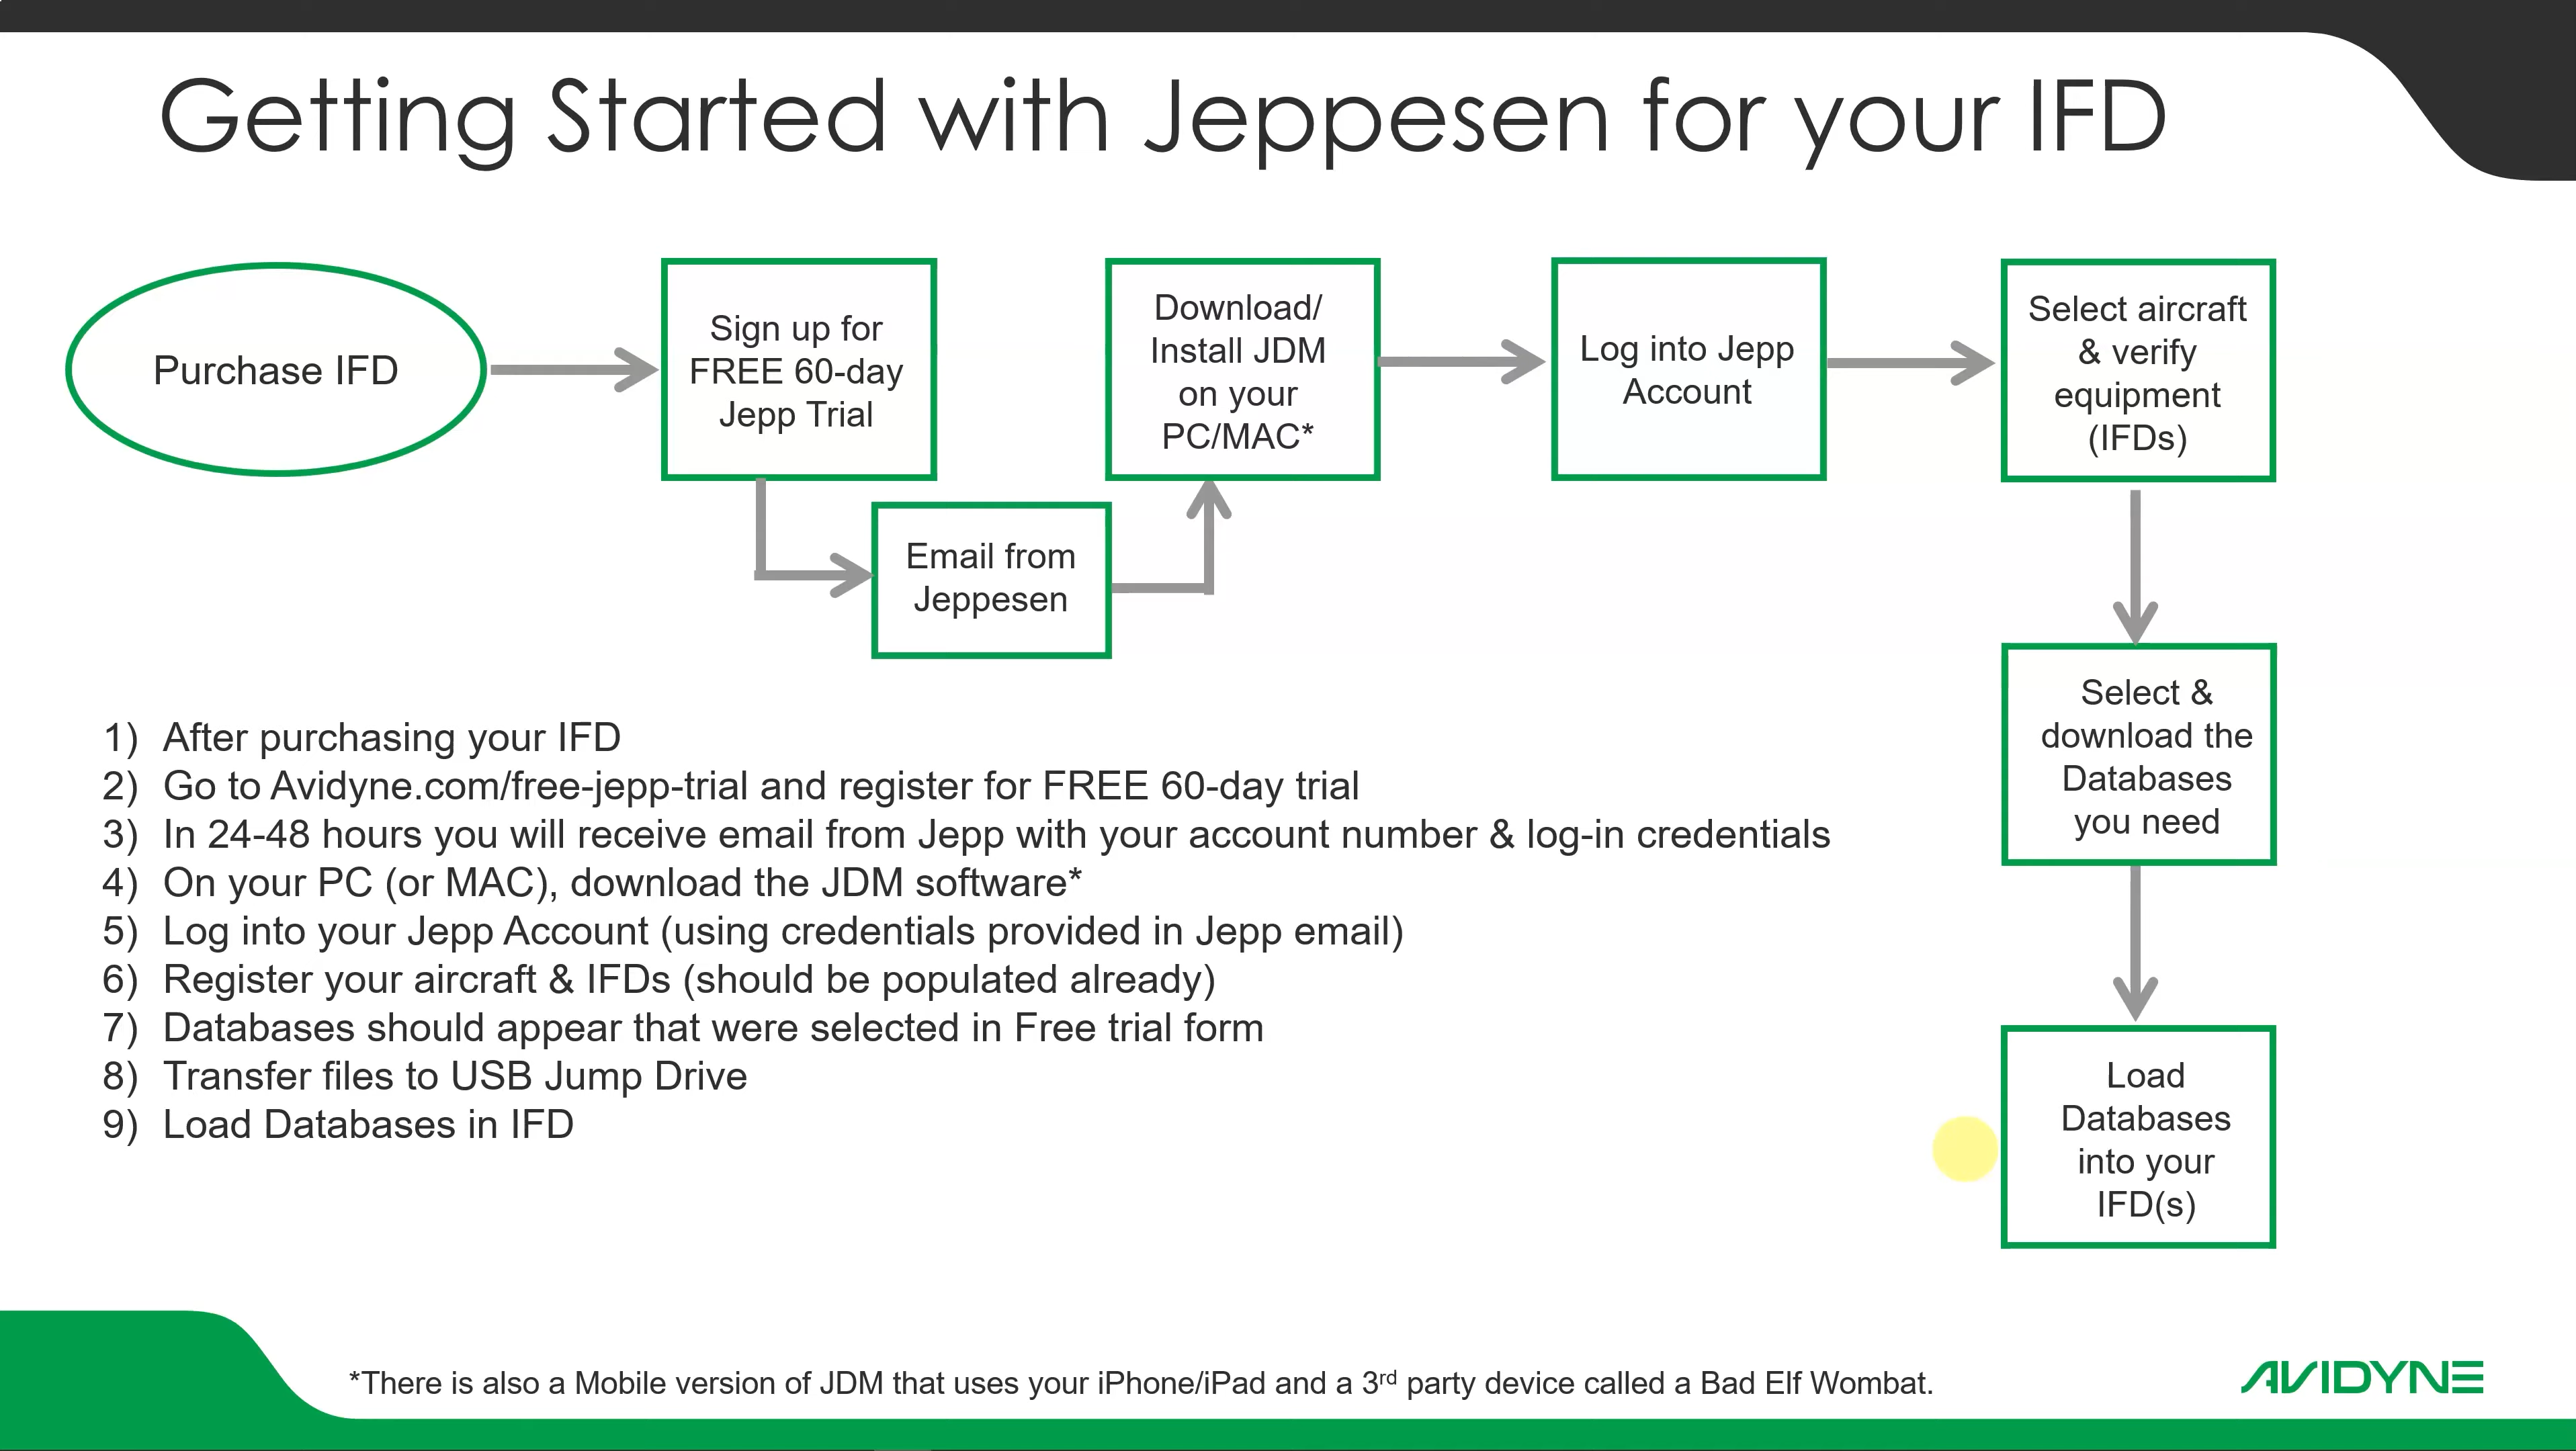 Getting Started with Jeppesen for your IFD
Purchase IFD
Sign up for
FREE 60-day
Jepp Trial
Email from
Jeppesen
Download/
Install JDM
on your
PC/MAC*
Log into Jepp
Account
Select aircraft
& verify
equipment
(IFDs)
Select &
download the
Databases
you need
Load
Databases
into your
IFD(s)
1) After purchasing your IFD
2) Go to Avidyne.com/free-jepp-trial and register for FREE 60-day trial
3) In 24-48 hours you will receive email from Jepp with your account number & log-in credentials
4) On your PC (or MAC), download the JDM software*
5) Log into your Jepp Account (using credentials provided in Jepp email)
6) Register your aircraft & IFDs (should be populated already)
7) Databases should appear that were selected in Free trial form
8) Transfer files to USB Jump Drive
9) Load Databases in IFD
*There is also a Mobile version of JDM that uses your iPhone/iPad and a 3rd party device called a Bad Elf Wombat.
AVIDYNE